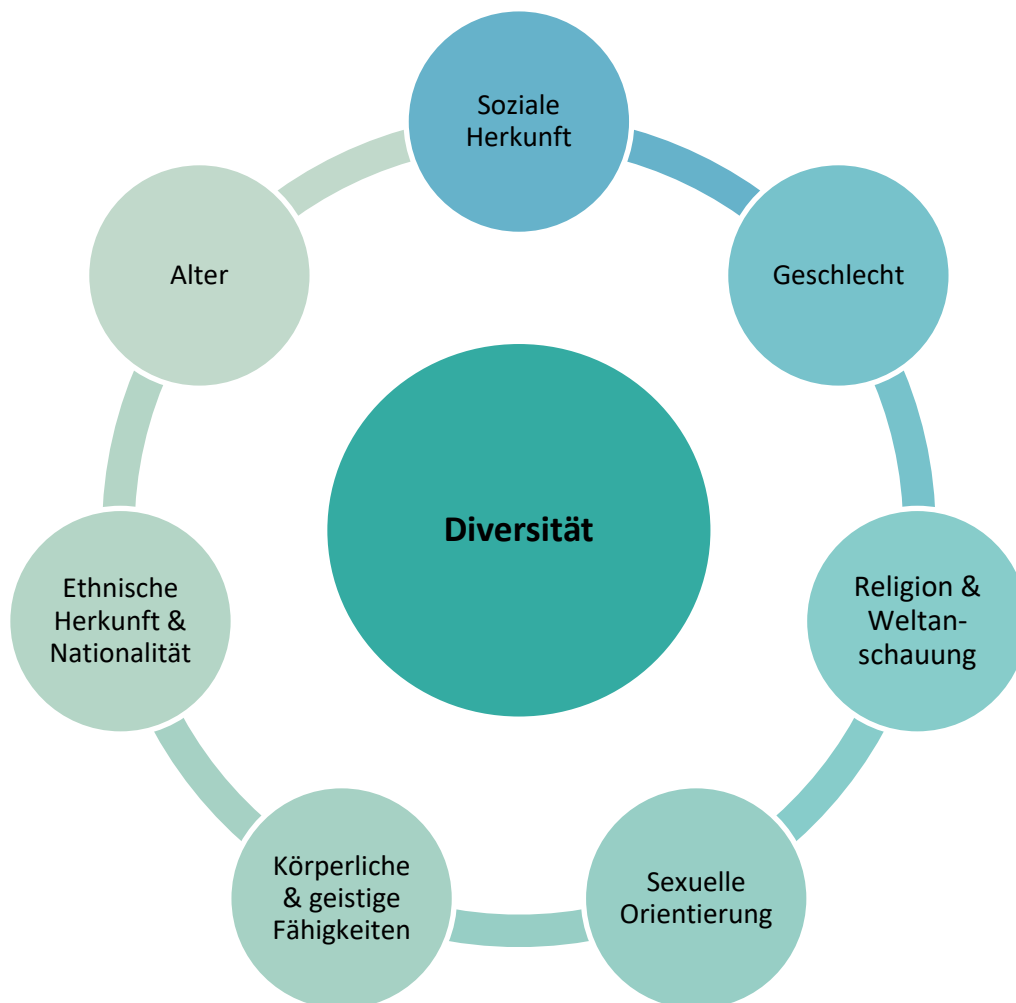 Soziale
Herkunft
Geschlecht
Religion &
Weltan-
schauung
Sexuelle
Orientierung
Körperliche
& geistige
Fähigkeiten
Ethnische
Herkunft &
Nationalität
Alter
Diversität